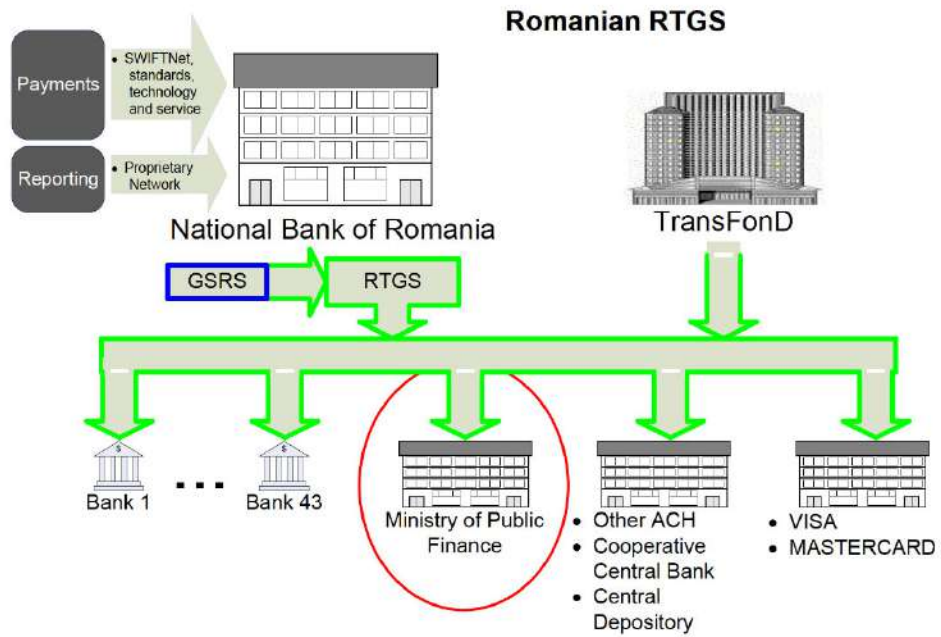 Romanian RTGS
Payments
• SWIFTNet,
standards,
technology
and service
Reporting
• Proprietary
Network
National Bank of Romania
TransFonD
GSRS
RTGS
$
Bank 1
...
$
Bank 43
Ministry of Public
Finance
• Other ACH
• Cooperative
Central Bank
• Central
Depository
• VISA
• MASTERCARD